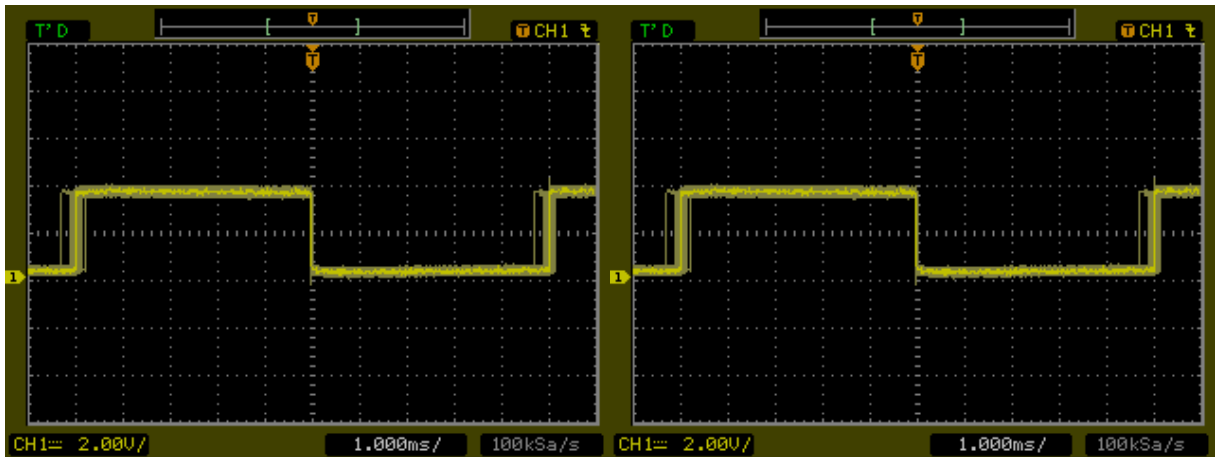 T'D T CH1 T'D T CH1
T T
1 1
CH1 2.00V/ 1.000ms/ 100kSa/s CH1 2.00V/ 1.000ms/ 100kSa/s